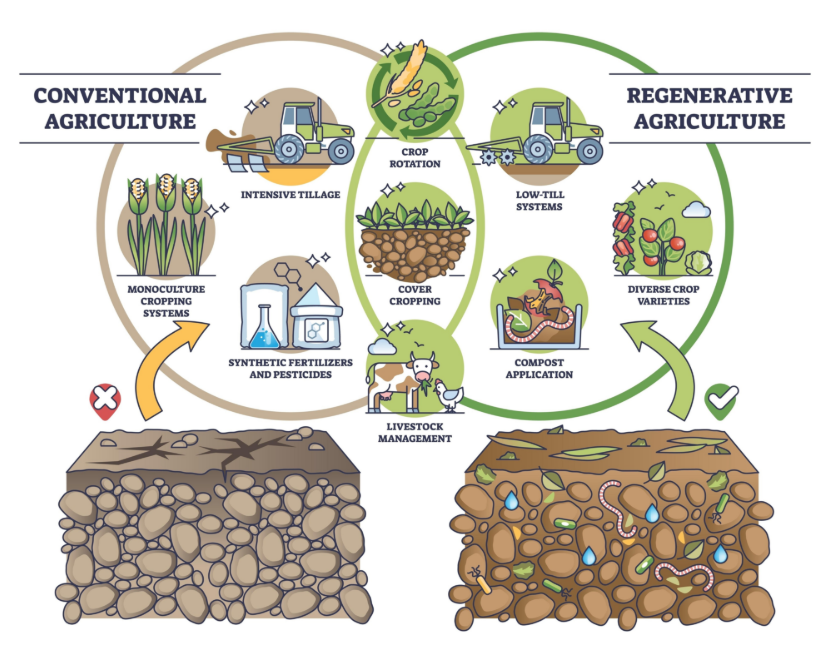 CONVENTIONAL
AGRICULTURE
REGENERATIVE
AGRICULTURE
CROP
ROTATION
INTENSIVE TILLAGE
LOW-TILL
SYSTEMS
MONOCULTURE
CROPPING
SYSTEMS
COVER
CROPPING
DIVERSE CROP
VARIETIES
SYNTHETIC FERTILIZERS
AND PESTICIDES
COMPOST
APPLICATION
LIVESTOCK
MANAGEMENT